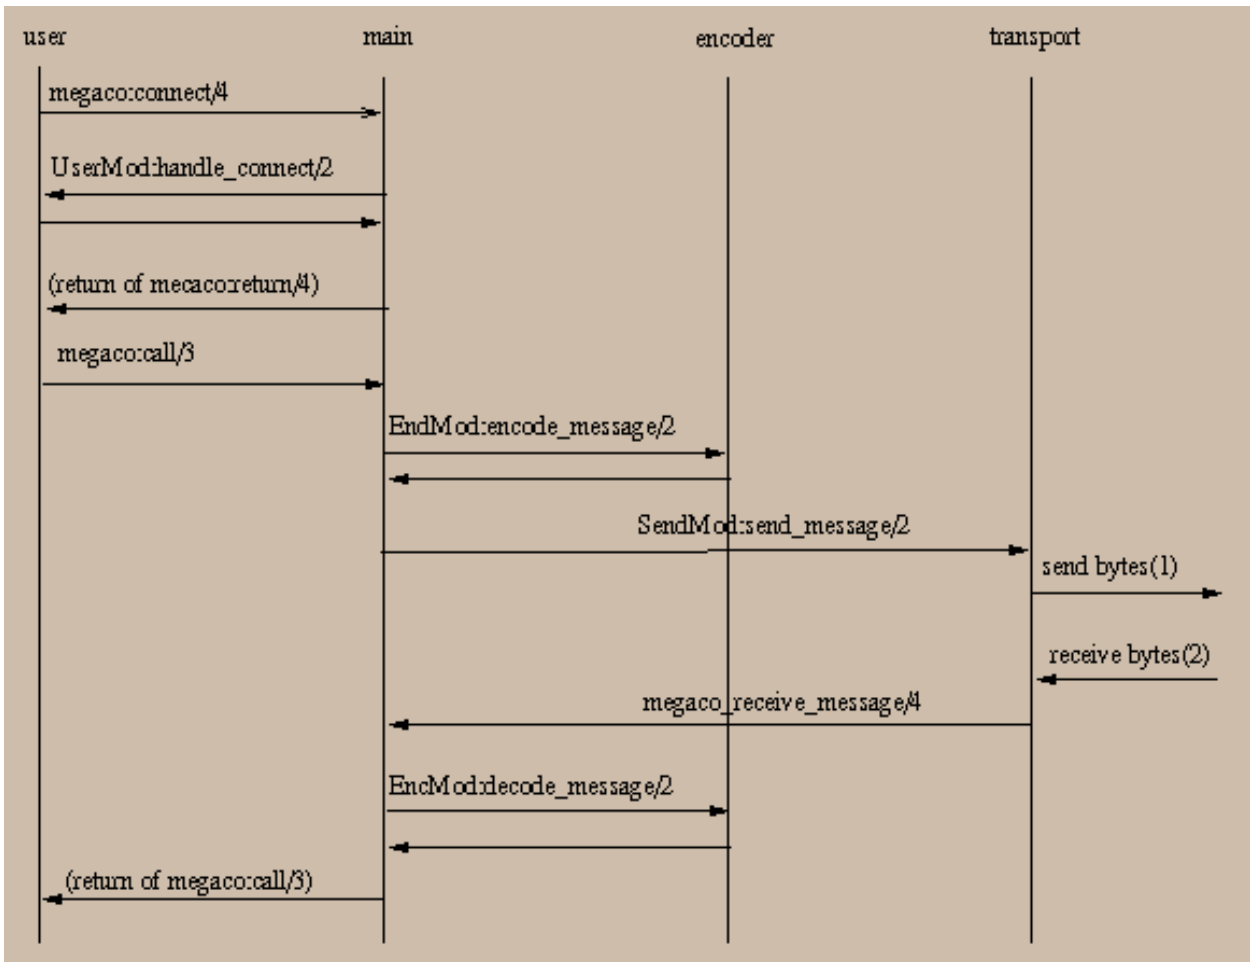 user
main
encoder
transport
megaco:connect/4
UserMod:handle_connect/2
(return of mecaco:return/4)
megaco:call/3
EndMod:encode_message/2
SendMod:send_message/2
send bytes(1)
receive bytes(2)
megaco_receive_message/4
EncMod:decode_message/2
(return of megaco:call/3)